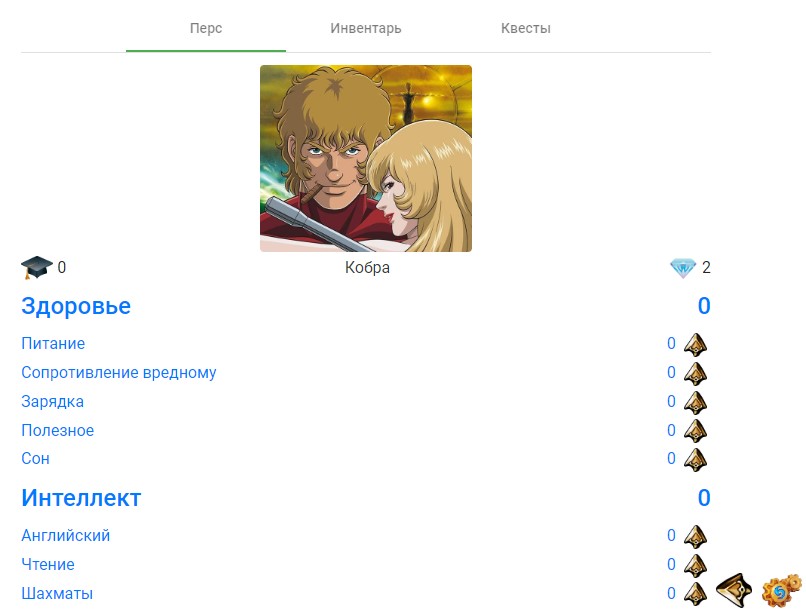 Перс Инвентарь Квесты
0 Кобра 2
Здоровье 0
Питание 0
Сопротивление вредному 0
Зарядка 0
Полезное 0
Сон 0
Интеллект 0
Английский 0
Чтение 0
Шахматы 0